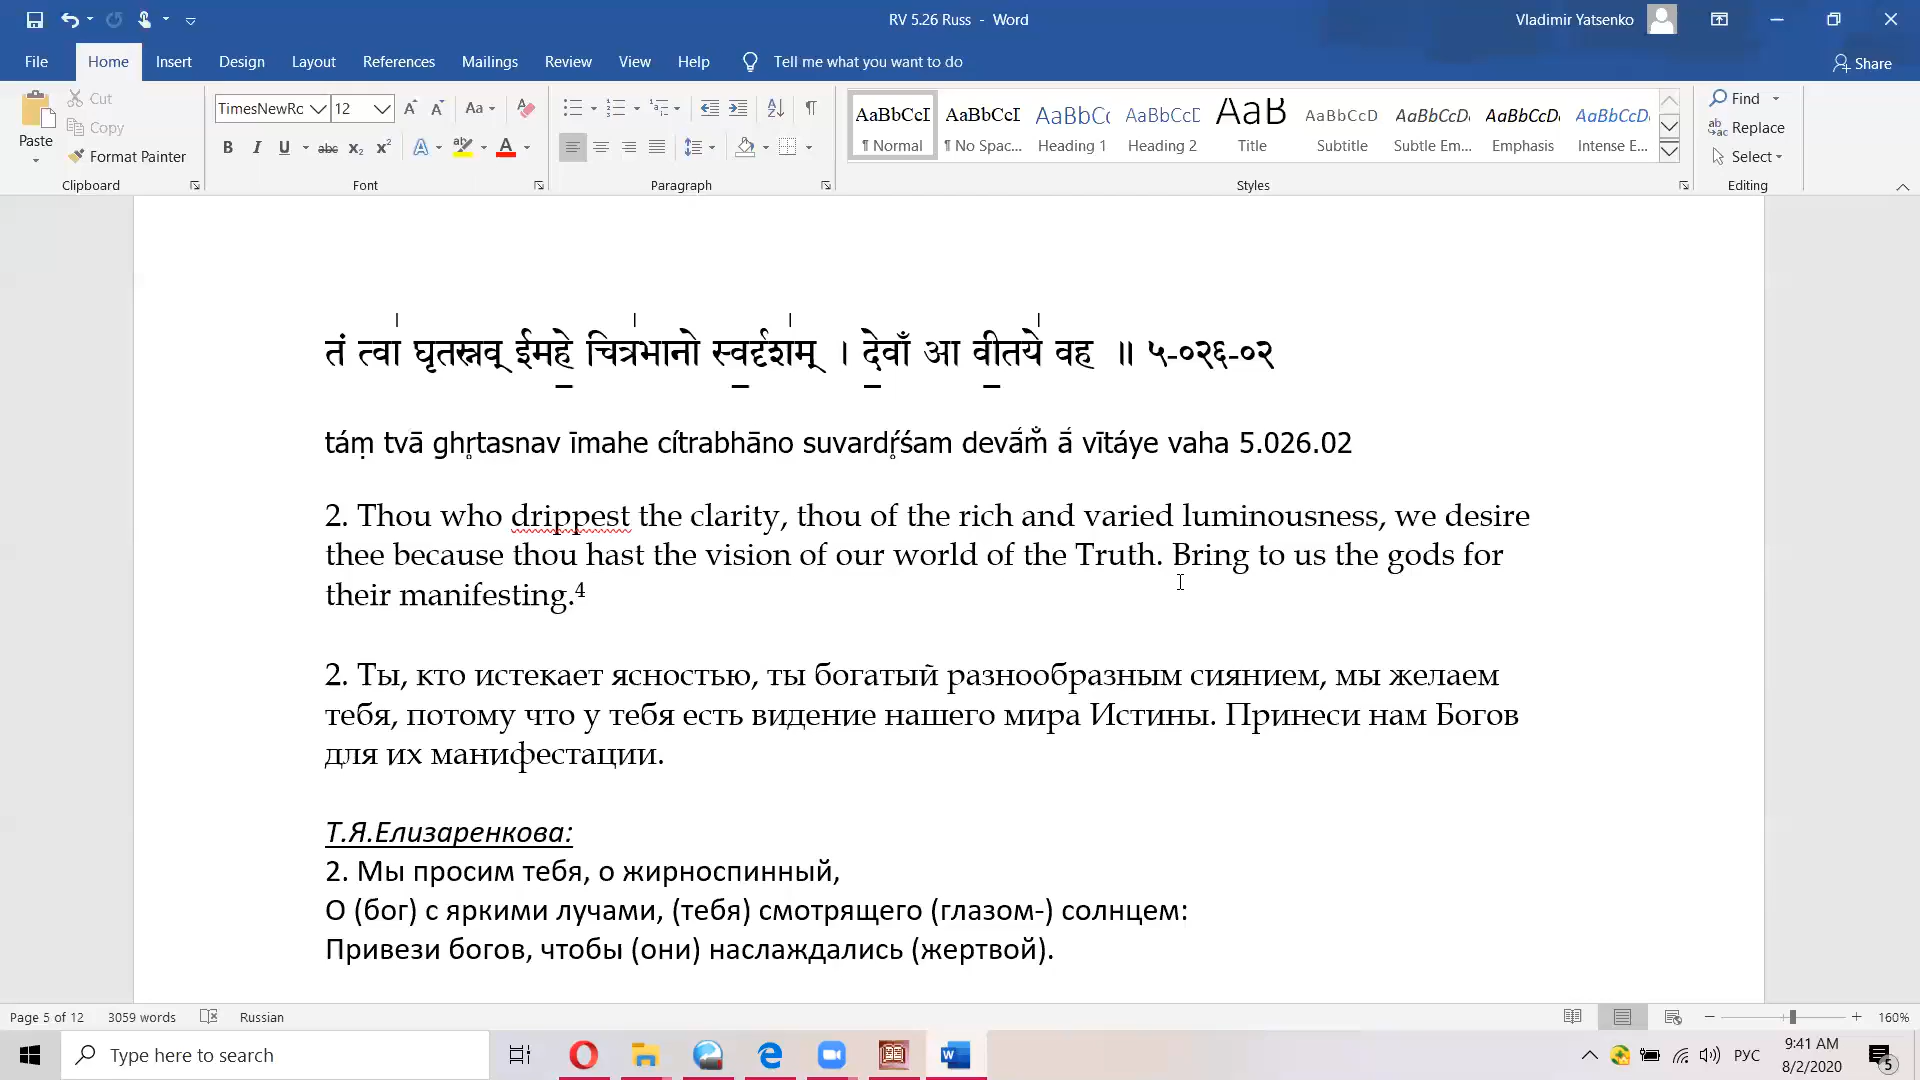 RV 5.26 Russ - Word
Vladimir Yatsenko
File Home Insert Design Layout References Mailings Review View Help Tell me what you want to do Share
Paste
Cut
Copy
Format Painter
Clipboard
TimesNewRc 12
Font
Paragraph
AaBbCcI AaBbCcI AaBbC( AaBbCcD AaB AaBbCcD AaBbCcD. AaBbCcD. AaBbCcD.
¶ Normal ¶ No Spac... Heading 1 Heading 2 Title Subtitle Subtle Em... Emphasis Intense E...
Styles
Find
Replace
Select
Editing
तं त्वा॑ घृतस्नव् ईमहे॒ चित्र॑भानो स्व॒र्दृश॑म् । दे॒वाँ आ वी॒तये॑ वह ॥ ५-०२६-०२
táṃ tvā ghr̥tasnav īmahe cítrabhāno suvardŕ̥śam devā́m̐ ā́ vītáye vaha 5.026.02
2. Thou who drippest the clarity, thou of the rich and varied luminousness, we desire
thee because thou hast the vision of our world of the Truth. Bring to us the gods for
their manifesting.⁴
2. Ты, кто истекает ясностью, ты богатый разнообразным сиянием, мы желаем
тебя, потому что у тебя есть видение нашего мира Истины. Принеси нам Богов
для их манифестации.
Т.Я.Елизаренкова:
2. Мы просим тебя, о жирноспинный,
О (бог) с яркими лучами, (тебя) смотрящего (глазом-) солнцем:
Привези богов, чтобы (они) наслаждались (жертвой).
Page 5 of 12 3059 words Russian 160%
Type here to search
РУС
9:41 AM
8/2/2020
5